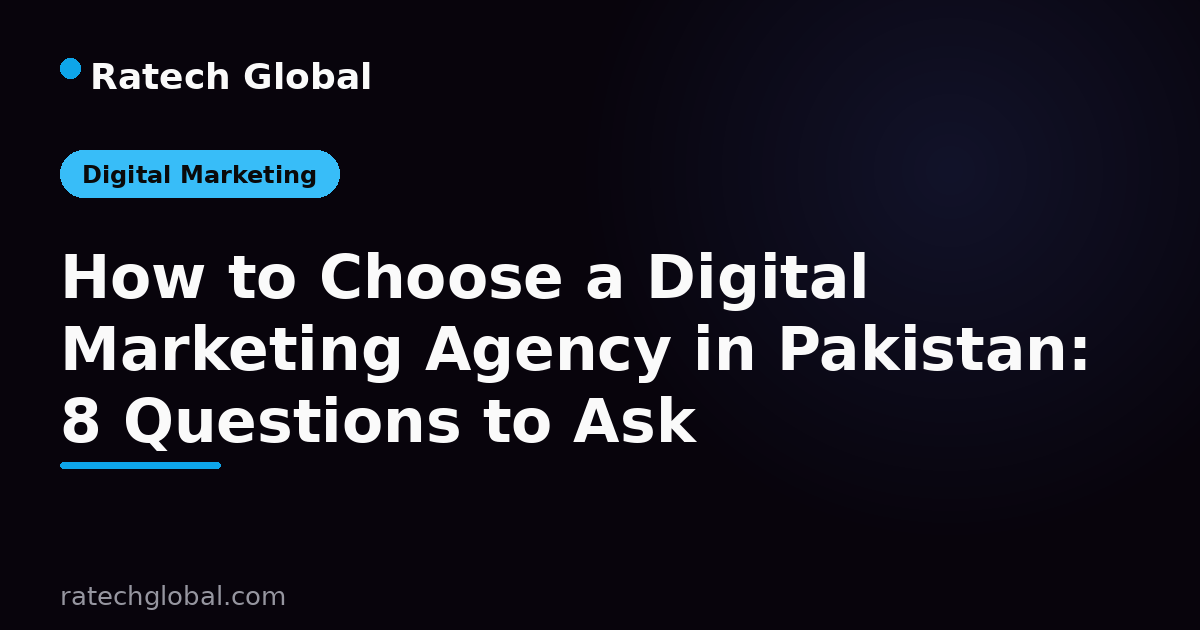 Ratech Global
Digital Marketing
How to Choose a Digital
Marketing Agency in Pakistan:
8 Questions to Ask
ratechglobal.com